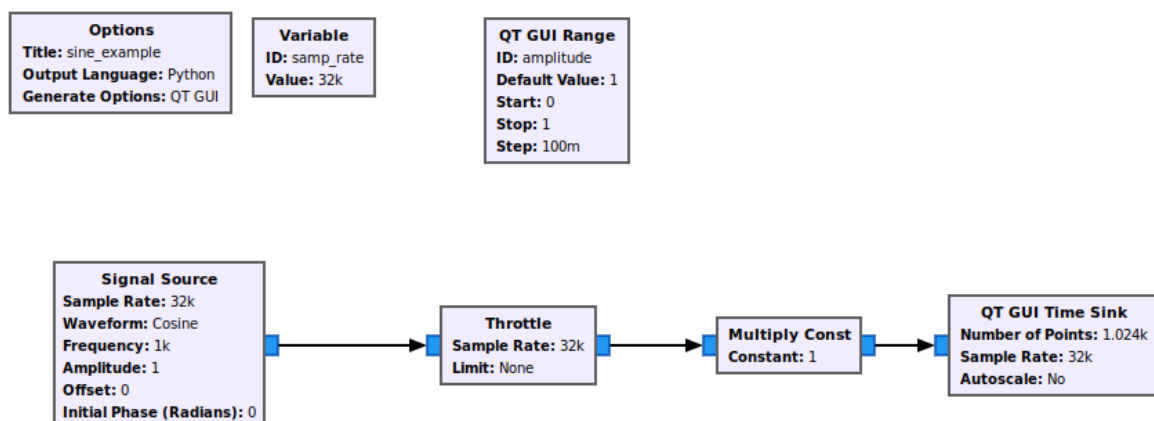 Options
Title: sine_example
Output Language: Python
Generate Options: QT GUI
Variable
ID: samp_rate
Value: 32k
QT GUI Range
ID: amplitude
Default Value: 1
Start: 0
Stop: 1
Step: 100m
Signal Source
Sample Rate: 32k
Waveform: Cosine
Frequency: 1k
Amplitude: 1
Offset: 0
Initial Phase (Radians): 0
Throttle
Sample Rate: 32k
Limit: None
Multiply Const
Constant: 1
QT GUI Time Sink
Number of Points: 1.024k
Sample Rate: 32k
Autoscale: No